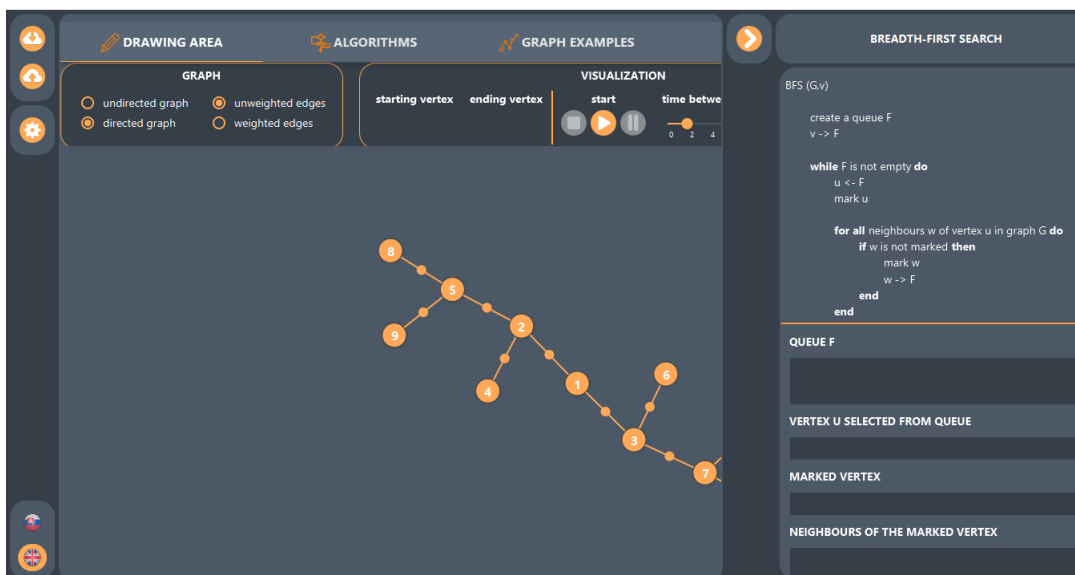 DRAWING AREA
ALGORITHMS
GRAPH EXAMPLES
GRAPH
undirected graph
unweighted edges
directed graph
weighted edges
VISUALIZATION
starting vertex
ending vertex
start
time betwe
0 2 4
8
5
9
2
4
1
6
3
7
BREADTH-FIRST SEARCH
BFS (G,v)
create a queue F
v -> F
while F is not empty do
u <- F
mark u
for all neighbours w of vertex u in graph G do
if w is not marked then
mark w
w -> F
end
end
QUEUE F
VERTEX U SELECTED FROM QUEUE
MARKED VERTEX
NEIGHBOURS OF THE MARKED VERTEX